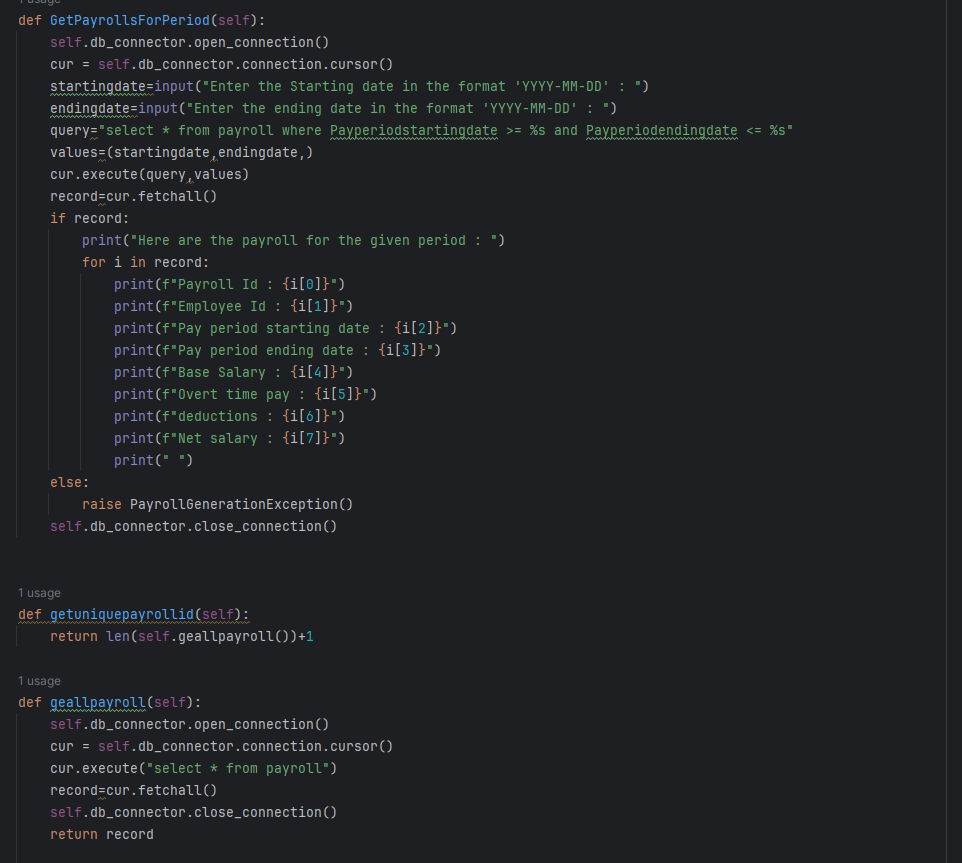 1 usage
def GetPayrollsForPeriod(self):
    self.db_connector.open_connection()
    cur = self.db_connector.connection.cursor()
    startingdate=input("Enter the Starting date in the format 'YYYY-MM-DD' : ")
    endingdate=input("Enter the ending date in the format 'YYYY-MM-DD' : ")
    query="select * from payroll where Payperiodstartingdate >= %s and Payperiodendingdate <= %s"
    values=(startingdate,endingdate,)
    cur.execute(query,values)
    record=cur.fetchall()
    if record:
        print("Here are the payroll for the given period : ")
        for i in record:
            print(f"Payroll Id : {i[0]}")
            print(f"Employee Id : {i[1]}")
            print(f"Pay period starting date : {i[2]}")
            print(f"Pay period ending date : {i[3]}")
            print(f"Base Salary : {i[4]}")
            print(f"Overt time pay : {i[5]}")
            print(f"deductions : {i[6]}")
            print(f"Net salary : {i[7]}")
            print(" ")
    else:
        raise PayrollGenerationException()
    self.db_connector.close_connection()
1 usage
def getuniquepayrollid(self):
    return len(self.geallpayroll())+1
1 usage
def geallpayroll(self):
    self.db_connector.open_connection()
    cur = self.db_connector.connection.cursor()
    cur.execute("select * from payroll")
    record=cur.fetchall()
    self.db_connector.close_connection()
    return record